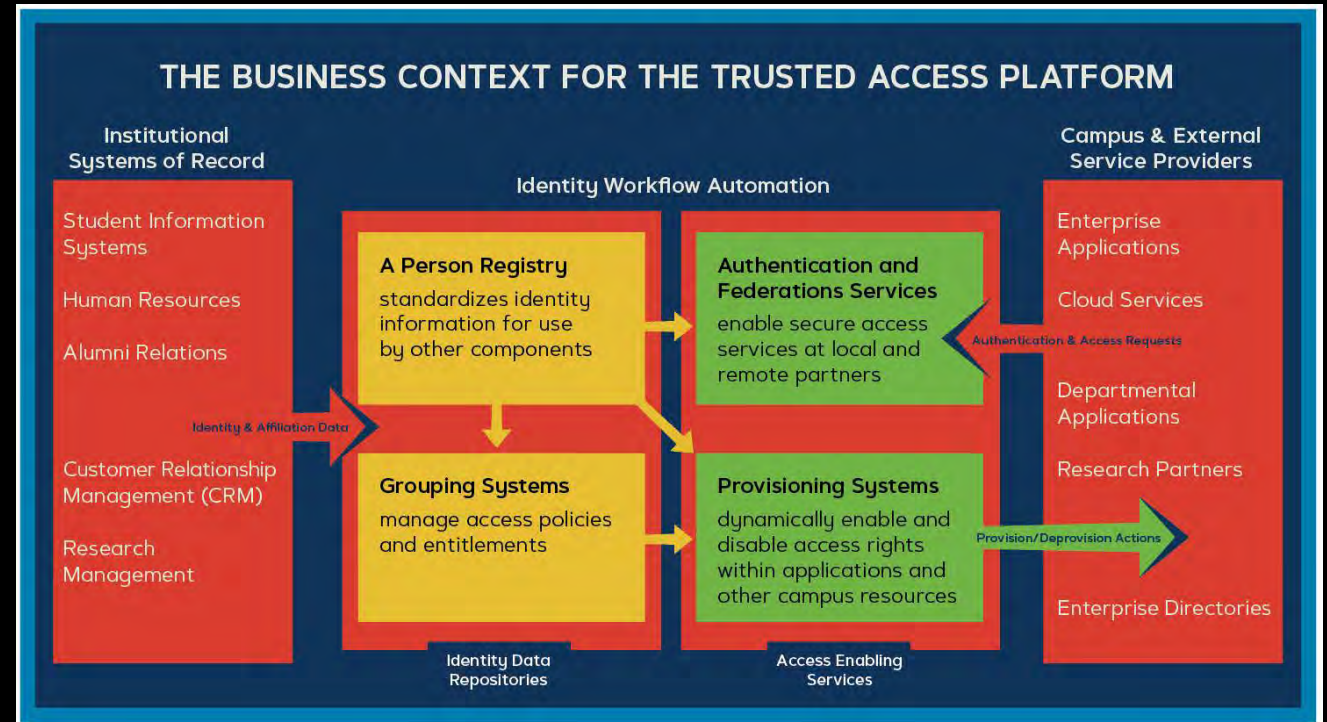 THE BUSINESS CONTEXT FOR THE TRUSTED ACCESS PLATFORM
Institutional
Systems of Record
Student Information
Systems
Human Resources
Alumni Relations
Identity & Affiliation Data
Customer Relationship
Management (CRM)
Research
Management
Identity Workflow Automation
A Person Registry
standardizes identity
information for use
by other components
Grouping Systems
manage access policies
and entitlements
Identity Data
Repositories
Authentication and
Federations Services
enable secure access
services at local and
remote partners
Provisioning Systems
dynamically enable and
disable access rights
within applications and
other campus resources
Access Enabling
Services
Campus & External
Service Providers
Enterprise
Applications
Cloud Services
Authentication & Access Requests
Departmental
Applications
Research Partners
Provision/Deprovision Actions
Enterprise Directories